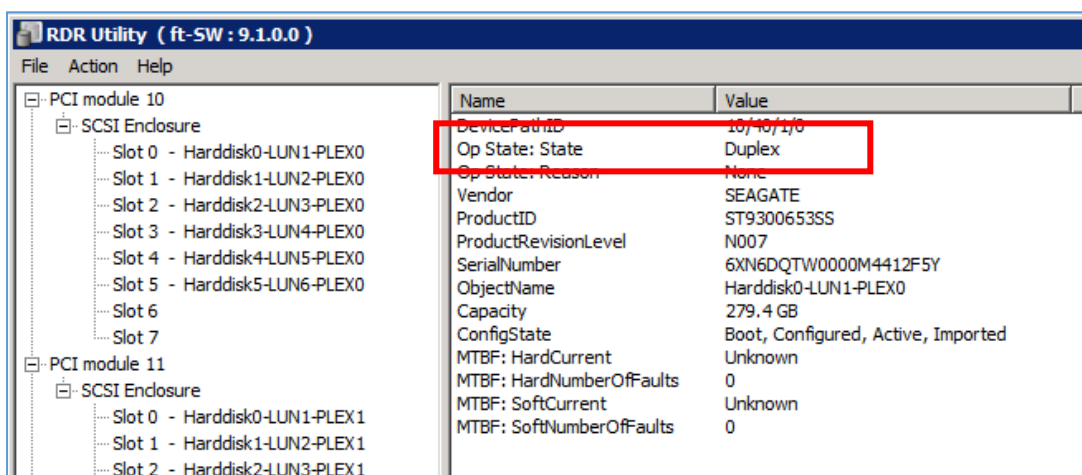 RDR Utility ( ft-SW : 9.1.0.0 )
File Action Help
PCI module 10
SCSI Enclosure
Slot 0 - Harddisk0-LUN1-PLEX0
Slot 1 - Harddisk1-LUN2-PLEX0
Slot 2 - Harddisk2-LUN3-PLEX0
Slot 3 - Harddisk3-LUN4-PLEX0
Slot 4 - Harddisk4-LUN5-PLEX0
Slot 5 - Harddisk5-LUN6-PLEX0
Slot 6
Slot 7
PCI module 11
SCSI Enclosure
Slot 0 - Harddisk0-LUN1-PLEX1
Slot 1 - Harddisk1-LUN2-PLEX1
Slot 2 - Harddisk2-LUN3-PLEX1
Name Value
DevicePathID 10/40/1/0
Op State: State Duplex
Op State: Reason None
Vendor SEAGATE
ProductID ST9300653SS
ProductRevisionLevel N007
SerialNumber 6XN6DQTW0000M4412F5Y
ObjectName Harddisk0-LUN1-PLEX0
Capacity 279.4 GB
ConfigState Boot, Configured, Active, Imported
MTBF: HardCurrent Unknown
MTBF: HardNumberOfFaults 0
MTBF: SoftCurrent Unknown
MTBF: SoftNumberOfFaults 0